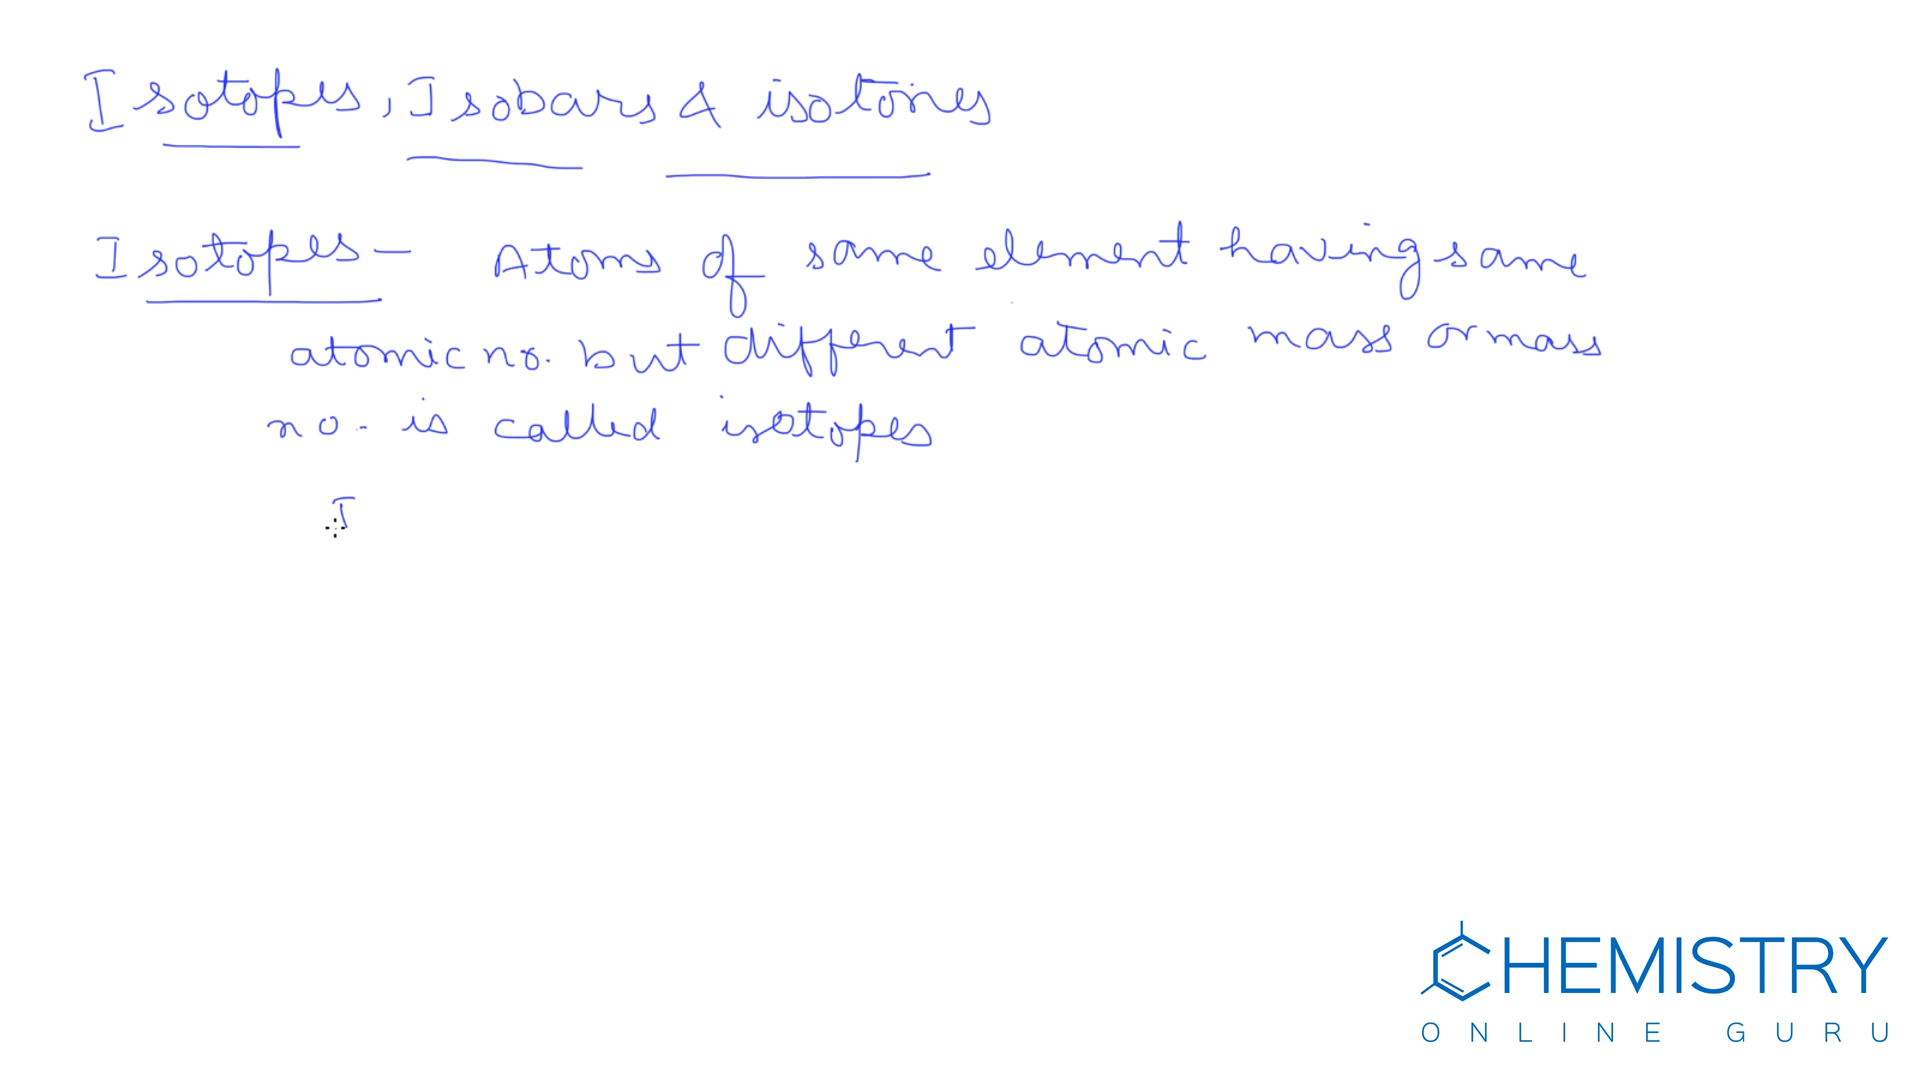 Isotopes, Isobars & isotones
Isotopes - Atoms of same element having same
atomic no. but different atomic mass or mass
no. is called isotopes
I
CHEMISTRY
ONLINE GURU